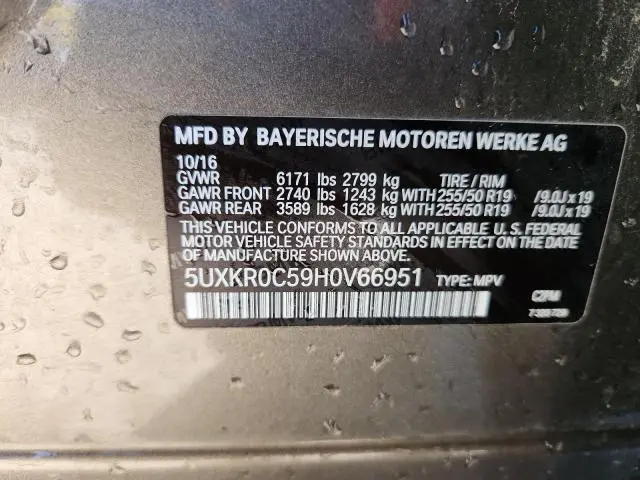 MFD BY BAYERISCHE MOTOREN WERKE AG
10/16
GVWR 6171 lbs 2799 kg TIRE / RIM
GAWR FRONT 2740 lbs 1243 kg WITH 255/50 R19 / 9.0J x 19
GAWR REAR 3589 lbs 1628 kg WITH 255/50 R19 / 9.0J x 19
THIS VEHICLE CONFORMS TO ALL APPLICABLE U. S. FEDERAL
MOTOR VEHICLE SAFETY STANDARDS IN EFFECT ON THE DATE
OF MANUFACTURE SHOWN ABOVE.
5UXKR0C59H0V66951 TYPE: MPV